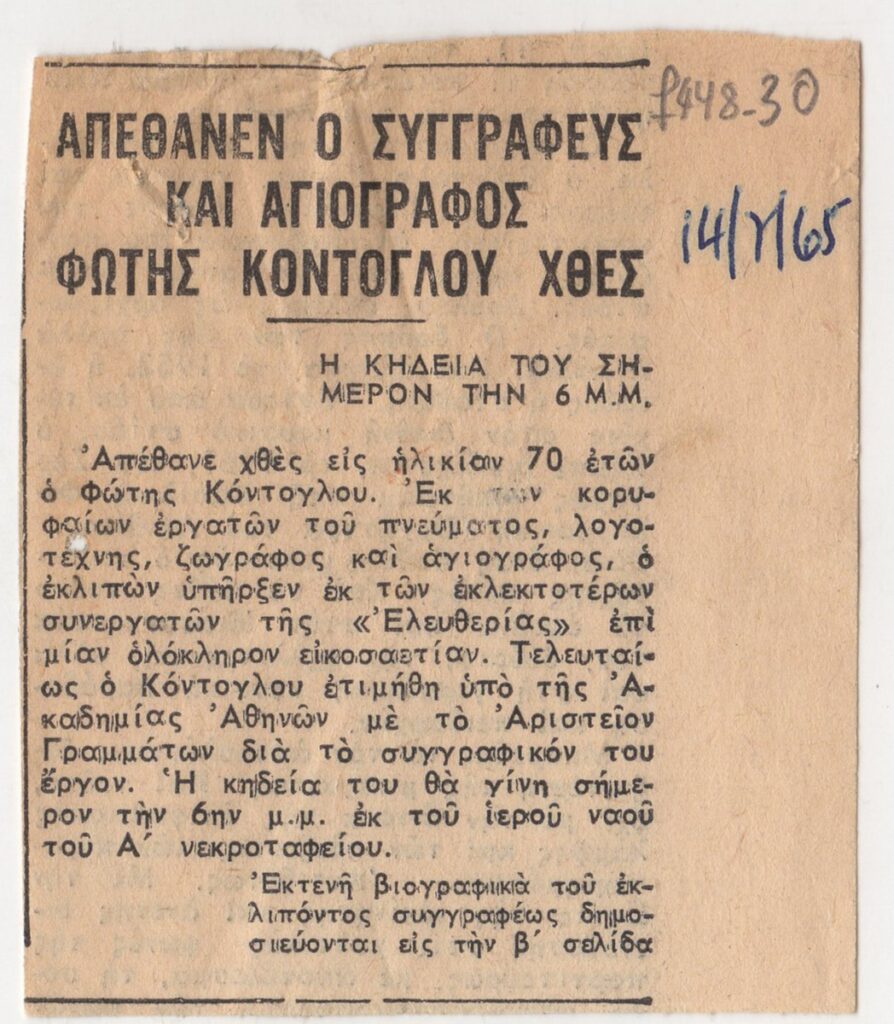 ΑΠΕΘΑΝΕΝ Ο ΣΥΓΓΡΑΦΕΥΣ
ΚΑΙ ΑΓΙΟΓΡΑΦΟΣ
ΦΩΤΗΣ ΚΟΝΤΟΓΛΟΥ ΧΘΕΣ
f448-30
14/7/65
Η ΚΗΔΕΙΑ ΤΟΥ ΣΗ-
ΜΕΡΟΝ ΤΗΝ 6 Μ.Μ.
Ἀπέθανε χθὲς εἰς ἡλικίαν 70 ἐτῶν
ὁ Φώτης Κόντογλου. Ἐκ τῶν κορυ-
φαίων ἐργατῶν τοῦ πνεύματος, λογο-
τέχνης, ζωγράφος καὶ ἁγιογράφος, ὁ
ἐκλιπὼν ὑπῆρξεν ἐκ τῶν ἐκλεκτοτέρων
συνεργατῶν τῆς «Ἐλευθερίας» ἐπὶ
μίαν ὁλόκληρον εἰκοσαετίαν. Τελευταί-
ως ὁ Κόντογλου ἐτιμήθη ὑπὸ τῆς Ἀ-
καδημίας Ἀθηνῶν μὲ τὸ Ἀριστεῖον
Γραμμάτων διὰ τὸ συγγραφικόν του
ἔργον. Ἡ κηδεία του θὰ γίνη σήμε-
ρον τὴν 6ην μ.μ. ἐκ τοῦ ἱεροῦ ναοῦ
τοῦ Α΄ νεκροταφείου.
Ἐκτενῆ βιογραφικὰ τοῦ ἐκ-
λιπόντος συγγραφέως δημο-
σιεύονται εἰς τὴν β΄ σελίδα